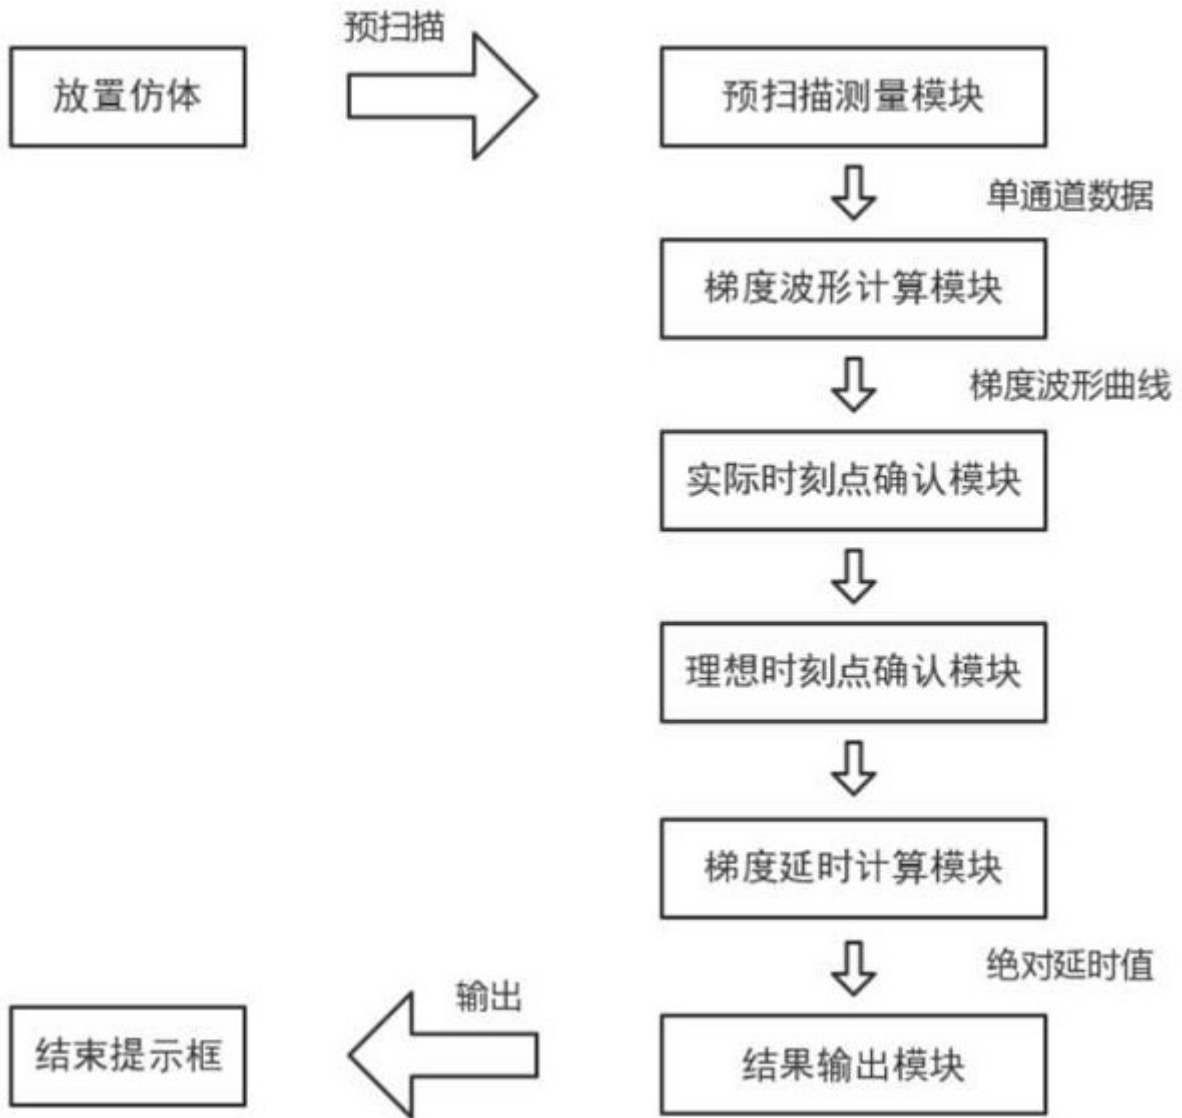 预扫描
放置仿体
预扫描测量模块
单通道数据
梯度波形计算模块
梯度波形曲线
实际时刻点确认模块
理想时刻点确认模块
梯度延时计算模块
绝对延时值
输出
结束提示框
结果输出模块